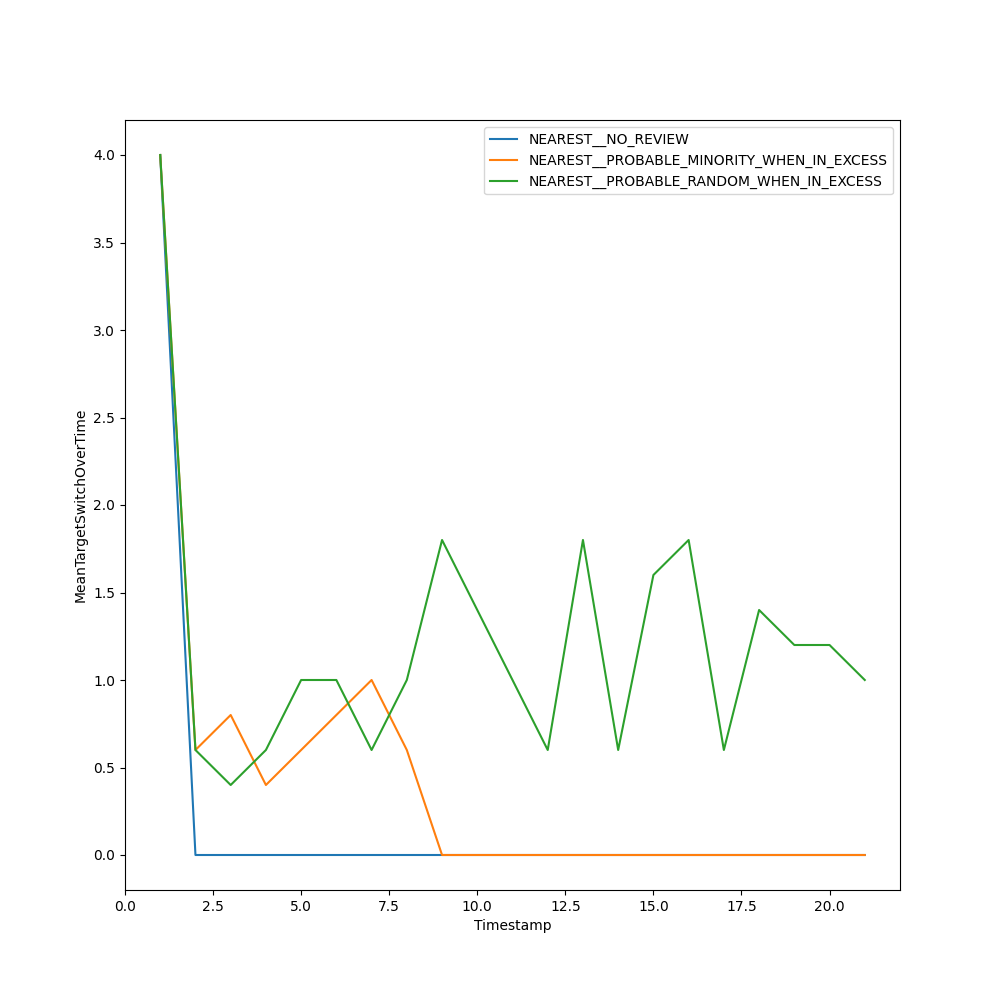 NEAREST__NO_REVIEW
NEAREST__PROBABLE_MINORITY_WHEN_IN_EXCESS
NEAREST__PROBABLE_RANDOM_WHEN_IN_EXCESS
4.0
3.5
3.0
2.5
2.0
1.5
1.0
0.5
0.0
MeanTargetSwitchOverTime
0.0 2.5 5.0 7.5 10.0 12.5 15.0 17.5 20.0
Timestamp